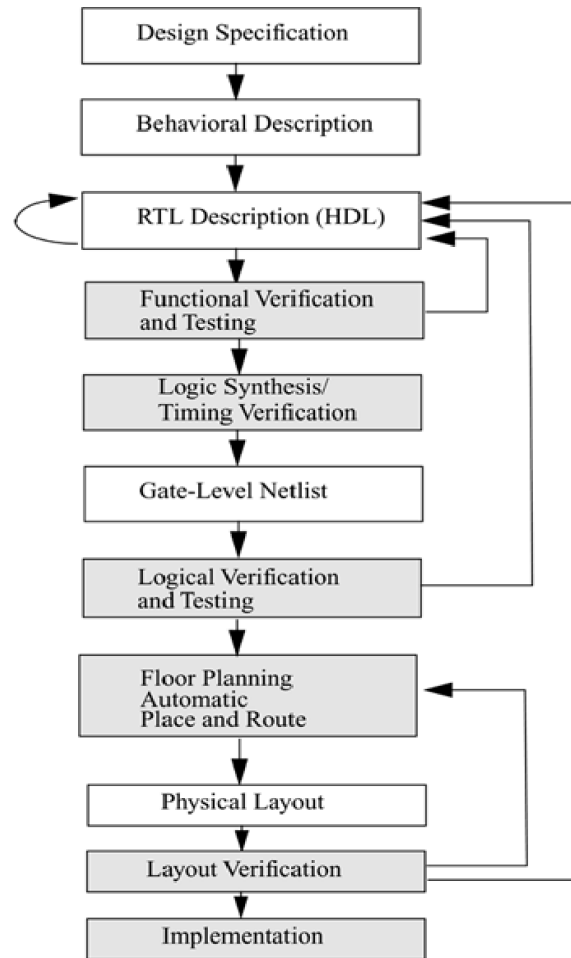 Design Specification
Behavioral Description
RTL Description (HDL)
Functional Verification
and Testing
Logic Synthesis/
Timing Verification
Gate-Level Netlist
Logical Verification
and Testing
Floor Planning
Automatic
Place and Route
Physical Layout
Layout Verification
Implementation